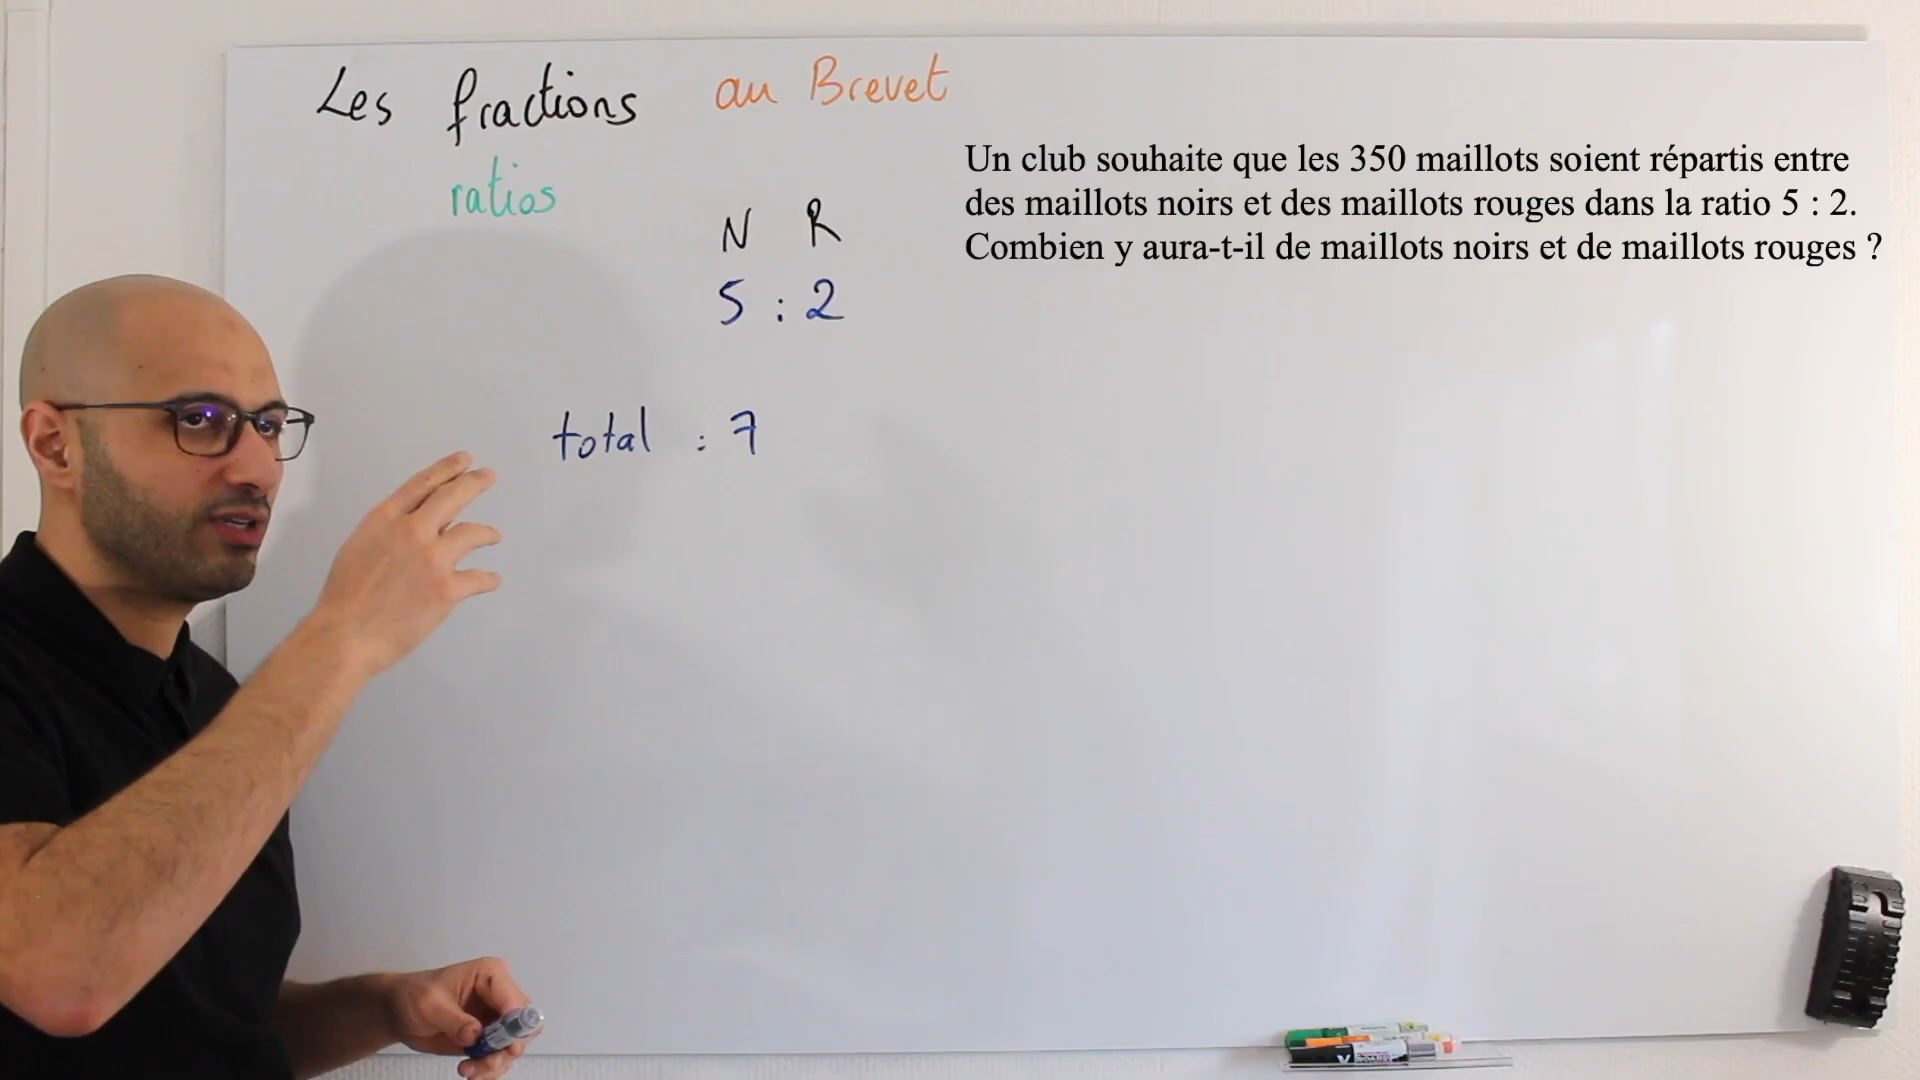 Les fractions au Brevet
ratios
Un club souhaite que les 350 maillots soient répartis entre
des maillots noirs et des maillots rouges dans la ratio 5 : 2.
Combien y aura-t-il de maillots noirs et de maillots rouges ?
N R
5 : 2
total : 7